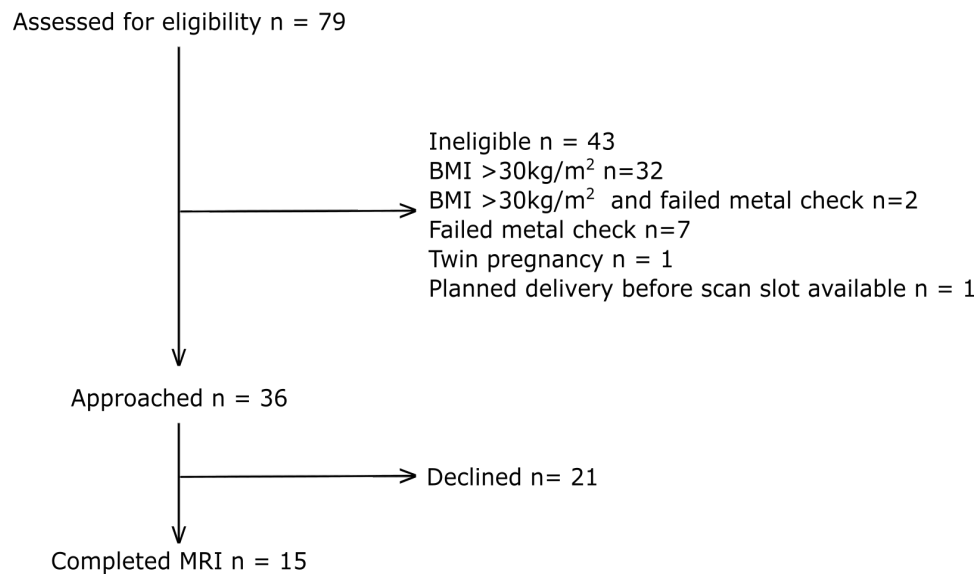 Assessed for eligibility n = 79
Ineligible n = 43
BMI >30kg/m² n=32
BMI >30kg/m² and failed metal check n=2
Failed metal check n=7
Twin pregnancy n = 1
Planned delivery before scan slot available n = 1
Approached n = 36
Declined n= 21
Completed MRI n = 15